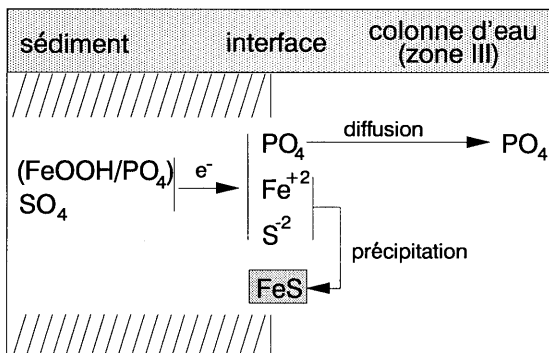 sédiment
interface
colonne d'eau
(zone III)
PO4
diffusion
PO4
(FeOOH/PO4)
e-
Fe+2
SO4
S-2
précipitation
FeS